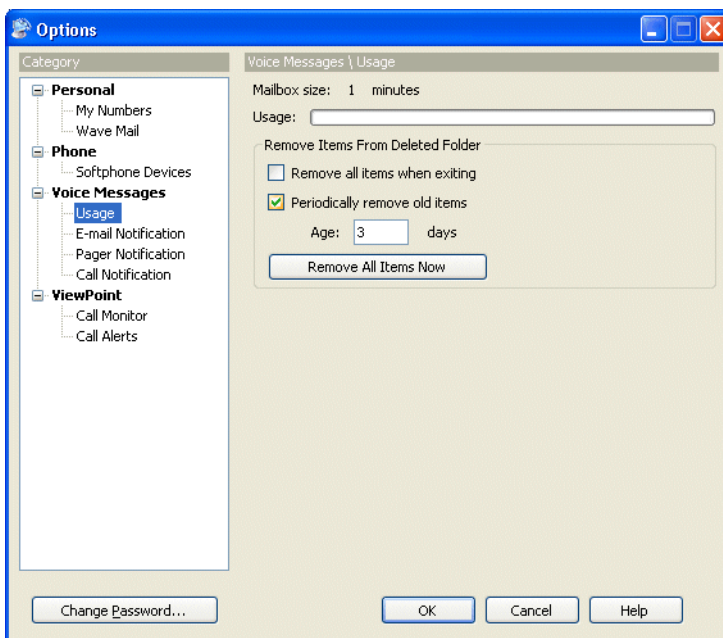 Options
Category
Personal
My Numbers
Wave Mail
Phone
Softphone Devices
Voice Messages
Usage
E-mail Notification
Pager Notification
Call Notification
ViewPoint
Call Monitor
Call Alerts
Voice Messages \ Usage
Mailbox size: 1 minutes
Usage:
Remove Items From Deleted Folder
Remove all items when exiting
Periodically remove old items
Age: 3 days
Remove All Items Now
Change Password...
OK Cancel Help